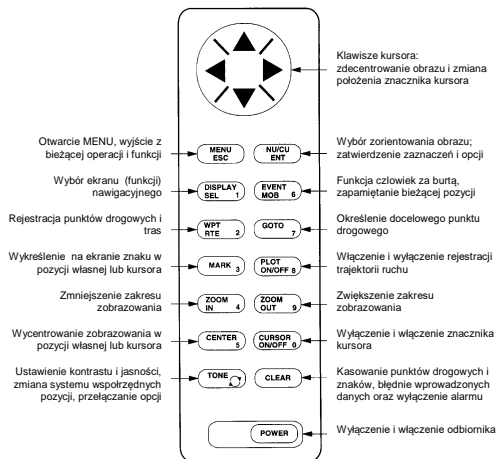 Klawisze kursora:
zdecentrowanie obrazu i zmiana
położenia znacznika kursora
Otwarcie MENU, wyjście z
bieżącej operacji i funkcji
MENU
ESC
NU/CU
ENT
Wybór zorientowania obrazu;
zatwierdzenie zaznaczeń i opcji
Wybór ekranu (funkcji)
nawigacyjnego
DISPLAY
SEL 1
EVENT
MOB 6
Funkcja człowiek za burtą,
zapamiętanie bieżącej pozycji
Rejestracja punktów drogowych i
tras
WPT
RTE 2
GOTO
7
Określenie docelowego punktu
drogowego
Wykreślenie na ekranie znaku w
pozycji własnej lub kursora
MARK 3
PLOT
ON/OFF 8
Włączenie i wyłączenie rejestracji
trajektorii ruchu
Zmniejszenie zakresu
zobrazowania
ZOOM
IN 4
ZOOM
OUT 9
Zwiększenie zakresu
zobrazowania
Wycentrowanie zobrazowania w
pozycji własnej lub kursora
CENTER
5
CURSOR
ON/OFF 0
Wyłączenie i włączenie znacznika
kursora
Ustawienie kontrastu i jasności,
zmiana systemu wspołrzędnych
pozycji, przełączanie opcji
TONE
CLEAR
Kasowanie punktów drogowych i
znaków, błędnie wprowadzonych
danych oraz wyłączenie alarmu
POWER
Wyłączenie i włączenie odbiornika